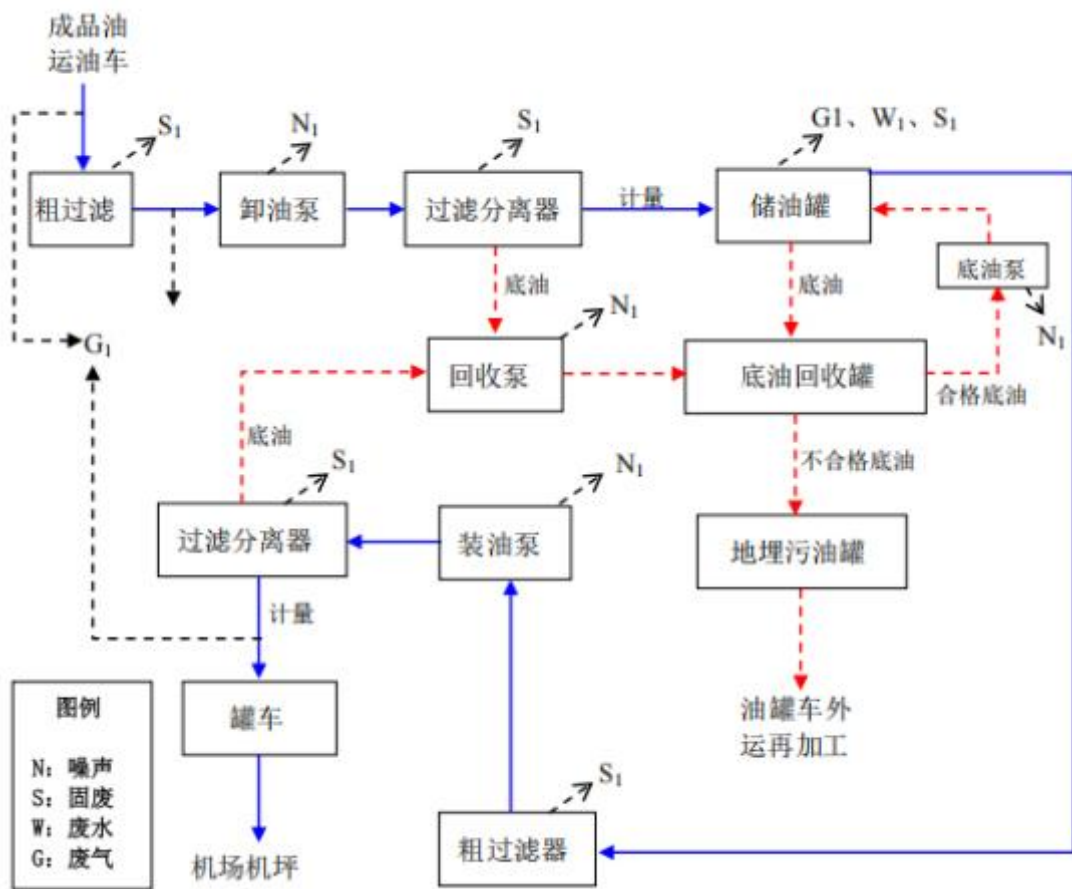 成品油
运油车
S₁
N₁
S₁
G1、W₁、S₁
粗过滤
卸油泵
过滤分离器
计量
储油罐
底油
底油
底油泵
N₁
N₁
G₁
回收泵
底油回收罐
合格底油
底油
不合格底油
S₁
N₁
过滤分离器
装油泵
地埋污油罐
计量
图例
N：噪声
S：固废
W：废水
G：废气
罐车
油罐车外
运再加工
S₁
粗过滤器
机场机坪